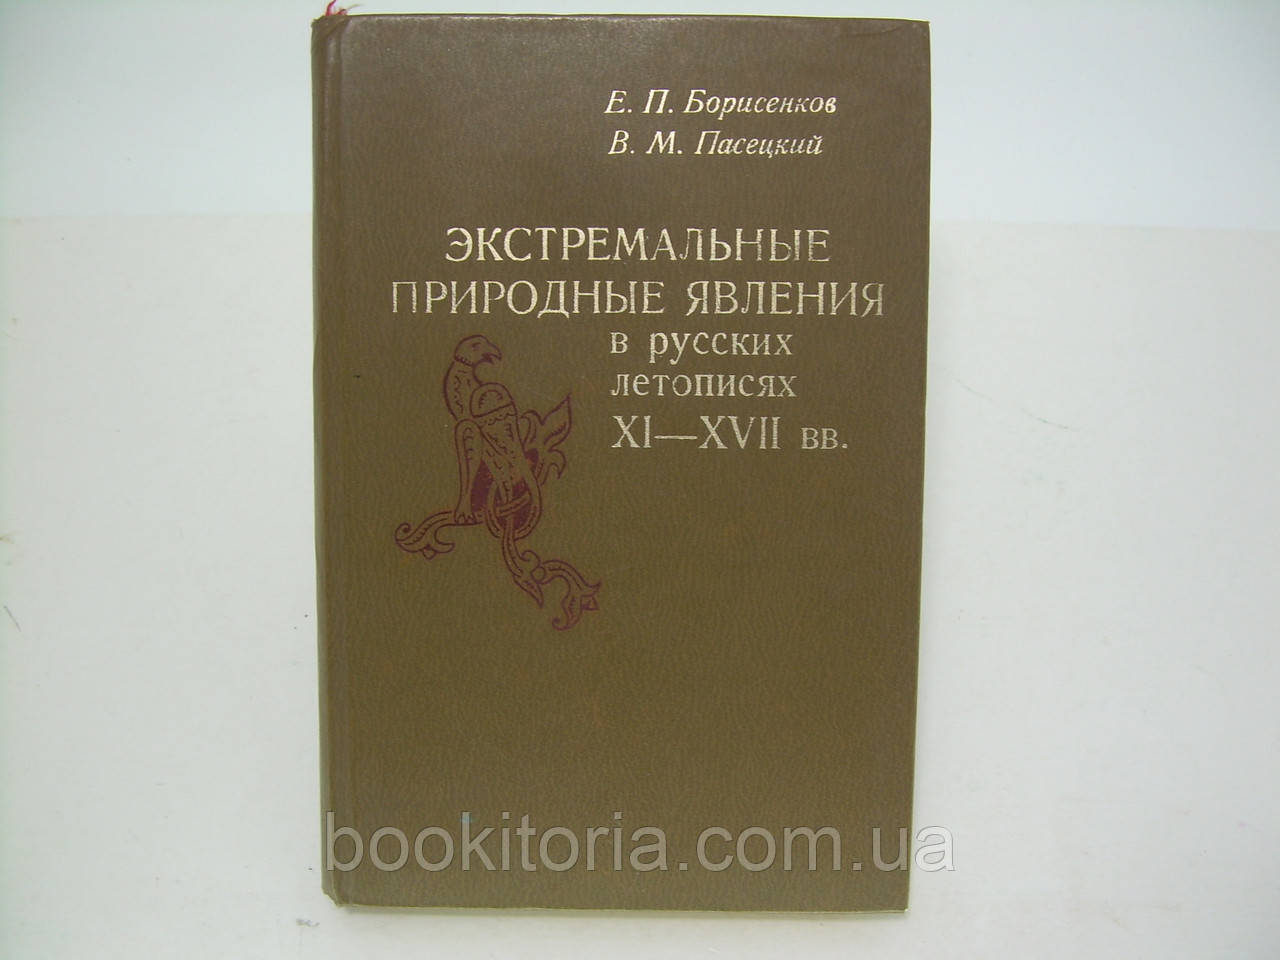 Е. П. Борисенков
В. М. Пасецкий
ЭКСТРЕМАЛЬНЫЕ
ПРИРОДНЫЕ ЯВЛЕНИЯ
в русских
летописях
XI—XVII вв.
bookitoria.com.ua